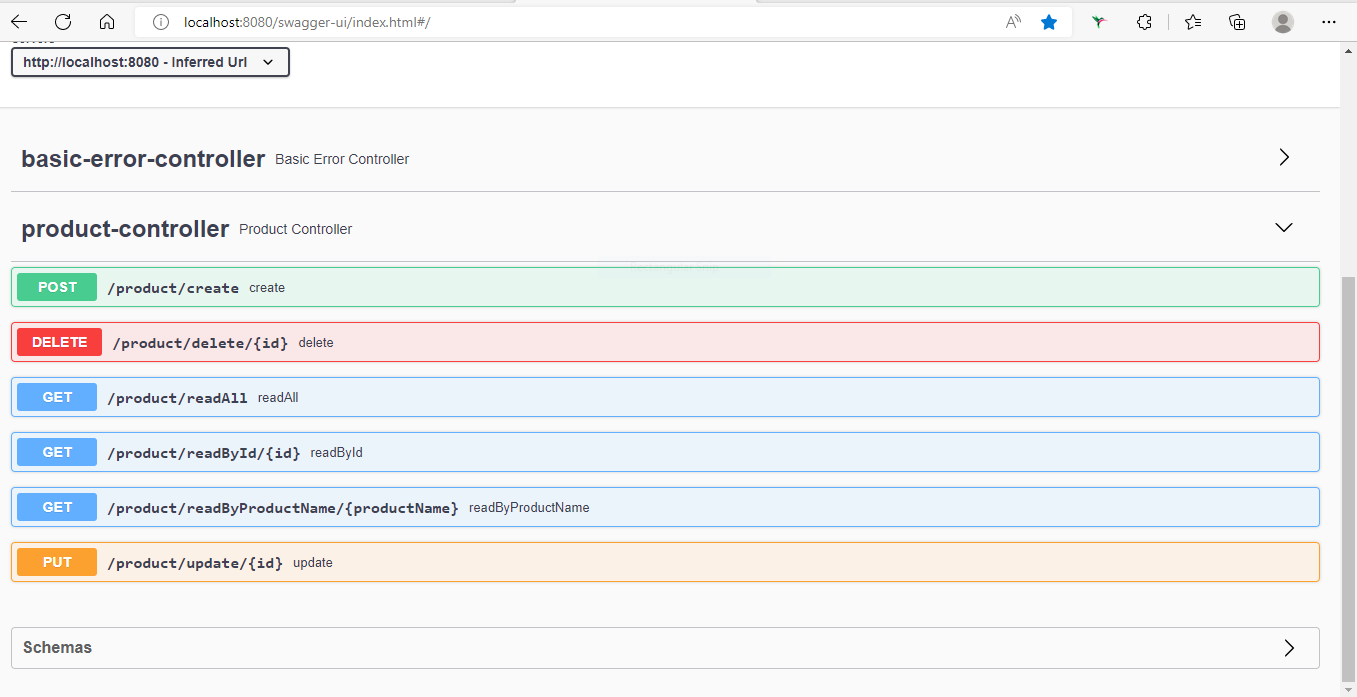 localhost:8080/swagger-ui/index.html#/
http://localhost:8080 - Inferred Url
basic-error-controller Basic Error Controller
product-controller Product Controller
POST /product/create create
DELETE /product/delete/{id} delete
GET /product/readAll readAll
GET /product/readById/{id} readById
GET /product/readByProductName/{productName} readByProductName
PUT /product/update/{id} update
Schemas